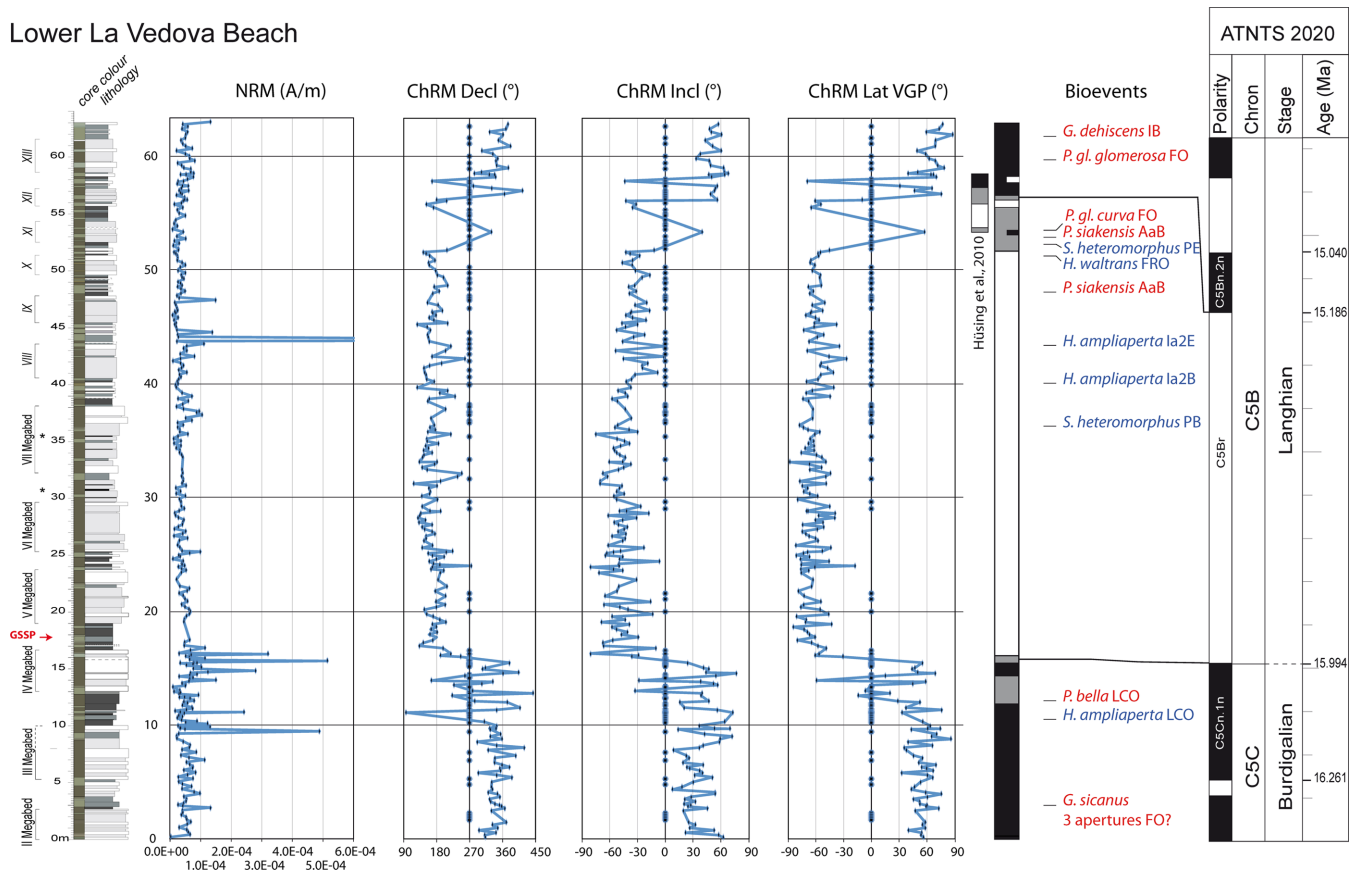 Lower La Vedova Beach
ATNTS 2020
core colour
lithology
NRM (A/m)
ChRM Decl (°)
ChRM Incl (°)
ChRM Lat VGP (°)
Bioevents
Polarity
Chron
Stage
Age (Ma)
XIII
XII
XI
X
IX
VIII
VII Megabed
*
*
VI Megabed
V Megabed
GSSP
IV Megabed
III Megabed
II Megabed
60
55
50
45
40
35
30
25
20
15
10
5
0m
60
50
40
30
20
10
0
0.0E+00
2.0E-04
4.0E-04
1.0E-04
3.0E-04
5.0E-04
90
180
270
360
450
-90
-60
-30
0
30
60
90
-90
-60
-30
0
30
60
90
Hüsing et al., 2010
G. dehiscens IB
P. gl. glomerosa FO
P. gl. curva FO
P. siakensis AaB
S. heteromorphus PE
H. waltrans FRO
P. siakensis AaB
H. ampliaperta Ia2E
H. ampliaperta Ia2B
S. heteromorphus PB
P. bella LCO
H. ampliaperta LCO
G. sicanus
3 apertures FO?
C5Bn.2n
C5Br
C5Cn.1n
C5B
C5C
Langhian
Burdigalian
15.040
15.186
15.994
16.261